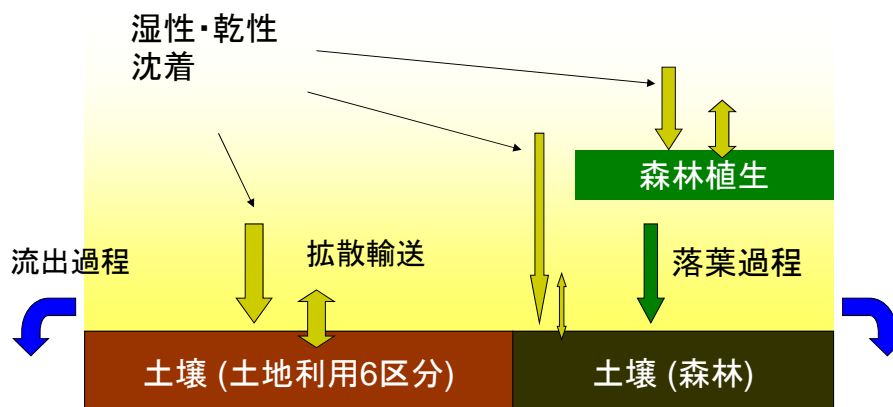 湿性・乾性
沈着
森林植生
流出過程
拡散輸送
落葉過程
土壌 (土地利用6区分)
土壌 (森林)